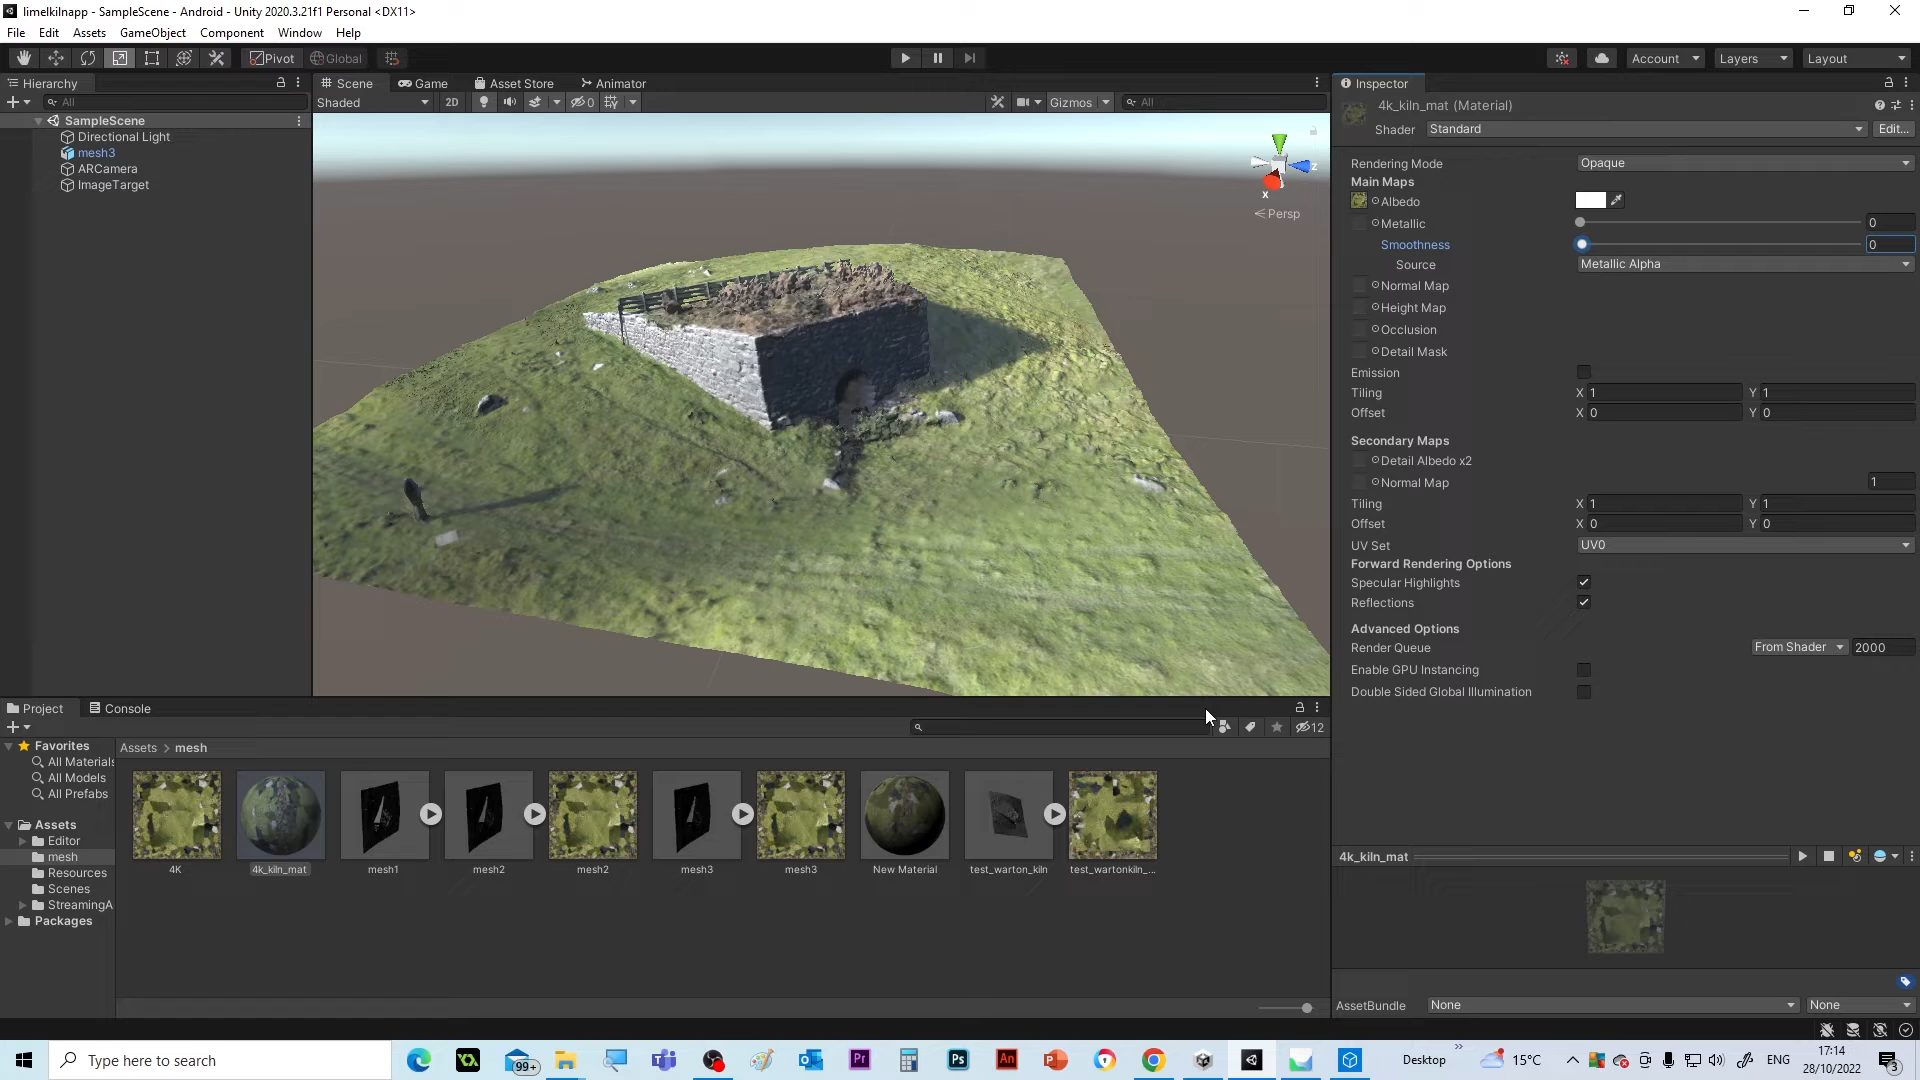 limelkilnapp - SampleScene - Android - Unity 2020.3.21f1 Personal <DX11>
File Edit Assets GameObject Component Window Help
Pivot Global Account Layers Layout
Hierarchy
All
SampleScene
Directional Light
mesh3
ARCamera
ImageTarget
Scene Game Asset Store Animator
Shaded 2D 0 Gizmos All
x
z
Persp
Inspector
4k_kiln_mat (Material)
Shader Standard Edit...
Rendering Mode Opaque
Main Maps
Albedo
Metallic 0
Smoothness 0
Source Metallic Alpha
Normal Map
Height Map
Occlusion
Detail Mask
Emission
Tiling X 1 Y 1
Offset X 0 Y 0
Secondary Maps
Detail Albedo x2
Normal Map 1
Tiling X 1 Y 1
Offset X 0 Y 0
UV Set UV0
Forward Rendering Options
Specular Highlights
Reflections
Advanced Options
Render Queue From Shader 2000
Enable GPU Instancing
Double Sided Global Illumination
4k_kiln_mat
AssetBundle None None
Project Console
12
Favorites
All Materials
All Models
All Prefabs
Assets
Editor
mesh
Resources
Scenes
StreamingA
Packages
Assets > mesh
4K 4k_kiln_mat mesh1 mesh2 mesh2 mesh3 mesh3 New Material test_warton_kiln test_wartonkiln_...
Type here to search
99+
Pr
Ps
An
Desktop
15°C
ENG
17:14
28/10/2022
3